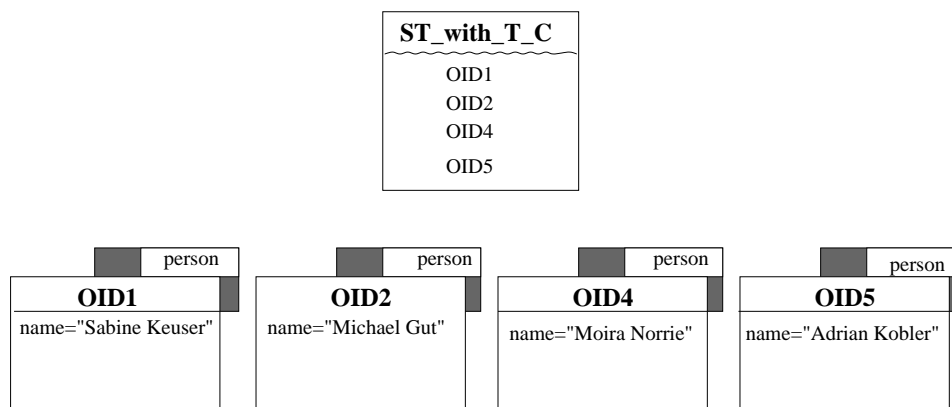 ST_with_T_C
OID1
OID2
OID4
OID5
person
OID1
name="Sabine Keuser"
person
OID2
name="Michael Gut"
person
OID4
name="Moira Norrie"
person
OID5
name="Adrian Kobler"